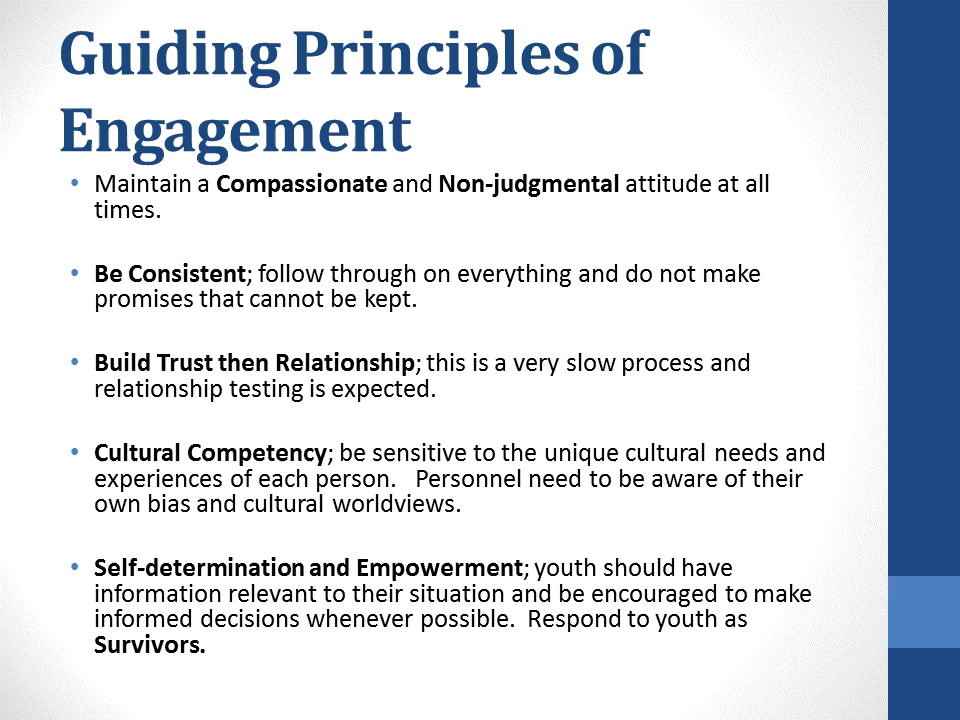 Guiding Principles of
Engagement
• Maintain a Compassionate and Non-judgmental attitude at all
times.
• Be Consistent; follow through on everything and do not make
promises that cannot be kept.
• Build Trust then Relationship; this is a very slow process and
relationship testing is expected.
• Cultural Competency; be sensitive to the unique cultural needs and
experiences of each person.   Personnel need to be aware of their
own bias and cultural worldviews.
• Self-determination and Empowerment; youth should have
information relevant to their situation and be encouraged to make
informed decisions whenever possible.  Respond to youth as
Survivors.